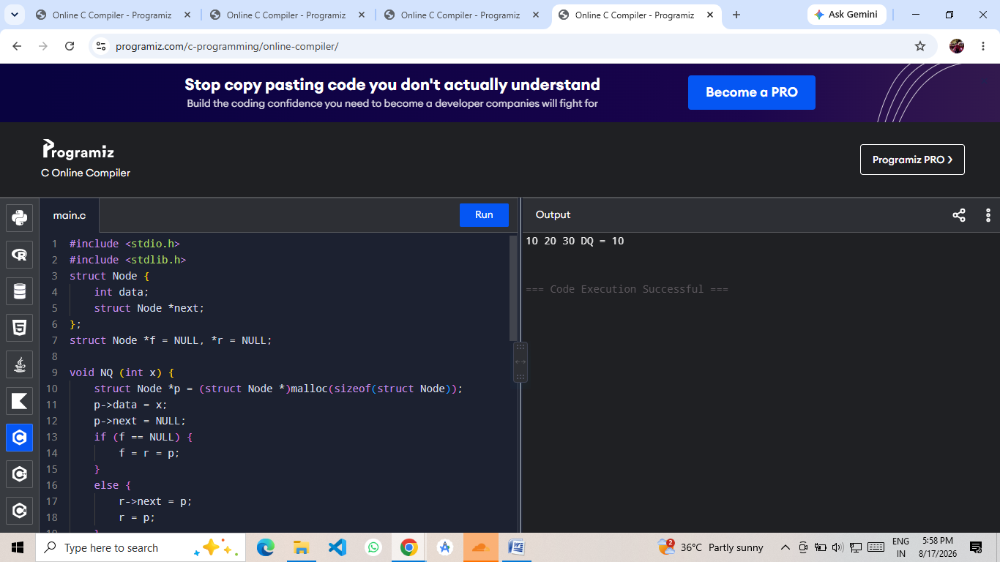 Online C Compiler - Programiz
Online C Compiler - Programiz
Online C Compiler - Programiz
Online C Compiler - Programiz
Ask Gemini
programiz.com/c-programming/online-compiler/
Stop copy pasting code you don't actually understand
Build the coding confidence you need to become a developer companies will fight for
Become a PRO
Programiz
C Online Compiler
Programiz PRO
main.c
Run
Output
1 #include <stdio.h>
2 #include <stdlib.h>
3 struct Node {
4 int data;
5 struct Node *next;
6 };
7 struct Node *f = NULL, *r = NULL;
8
9 void NQ (int x) {
10 struct Node *p = (struct Node *)malloc(sizeof(struct Node));
11 p->data = x;
12 p->next = NULL;
13 if (f == NULL) {
14 f = r = p;
15 }
16 else {
17 r->next = p;
18 r = p;
19 }
10 20 30 DQ = 10
=== Code Execution Successful ===
Type here to search
2
36°C Partly sunny
ENG
IN
5:58 PM
8/17/2026